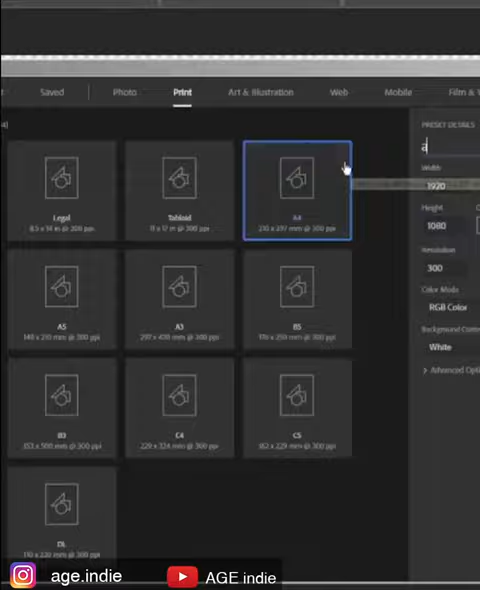 Saved Photo Print Art & Illustration Web Mobile Film &
PRESET DETAILS
a
Width
1920
Height
1080
Resolution
300
Color Mode
RGB Color
White
Advanced Opti
Legal
8.5 x 14 in @ 300 ppi
Tabloid
11 x 17 in @ 300 ppi
A4
210 x 297 mm @ 300 ppi
A5
148 x 210 mm @ 300 ppi
A3
297 x 420 mm @ 300 ppi
B5
176 x 250 mm @ 300 ppi
B3
353 x 500 mm @ 300 ppi
C4
229 x 324 mm @ 300 ppi
C5
162 x 229 mm @ 300 ppi
DL
110 x 220 mm @ 300 ppi
age.indie
AGE indie